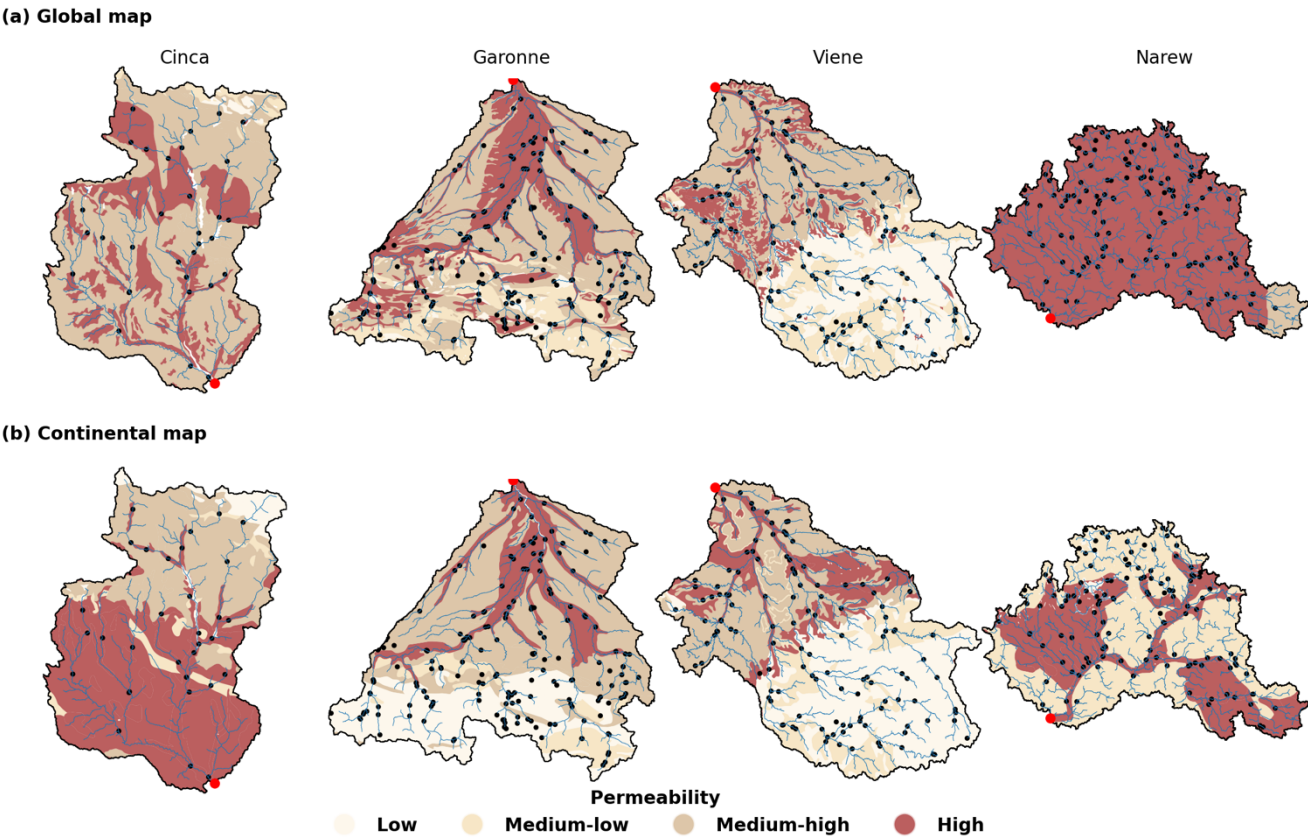 (a) Global map
Cinca Garonne Viene Narew
(b) Continental map
Permeability
Low Medium-low Medium-high High